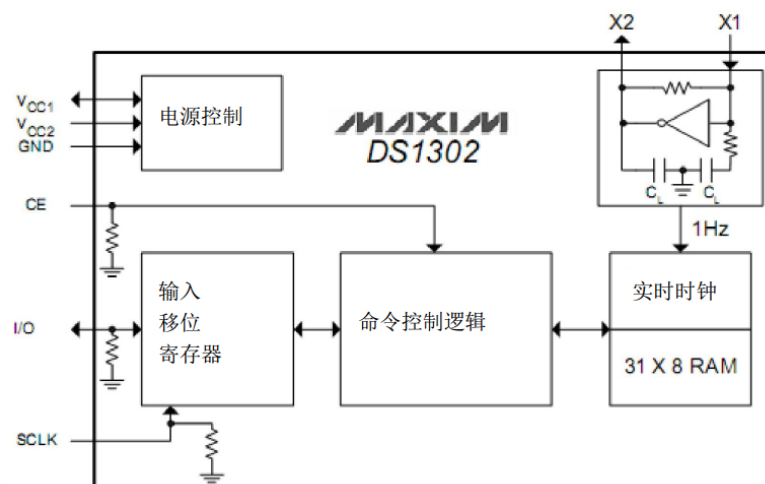 X2 X1
VCC1
VCC2
GND
电源控制
MAXIM
DS1302
CL CL
CE
1Hz
输入
移位
寄存器
命令控制逻辑
实时时钟
I/O
31 X 8 RAM
SCLK